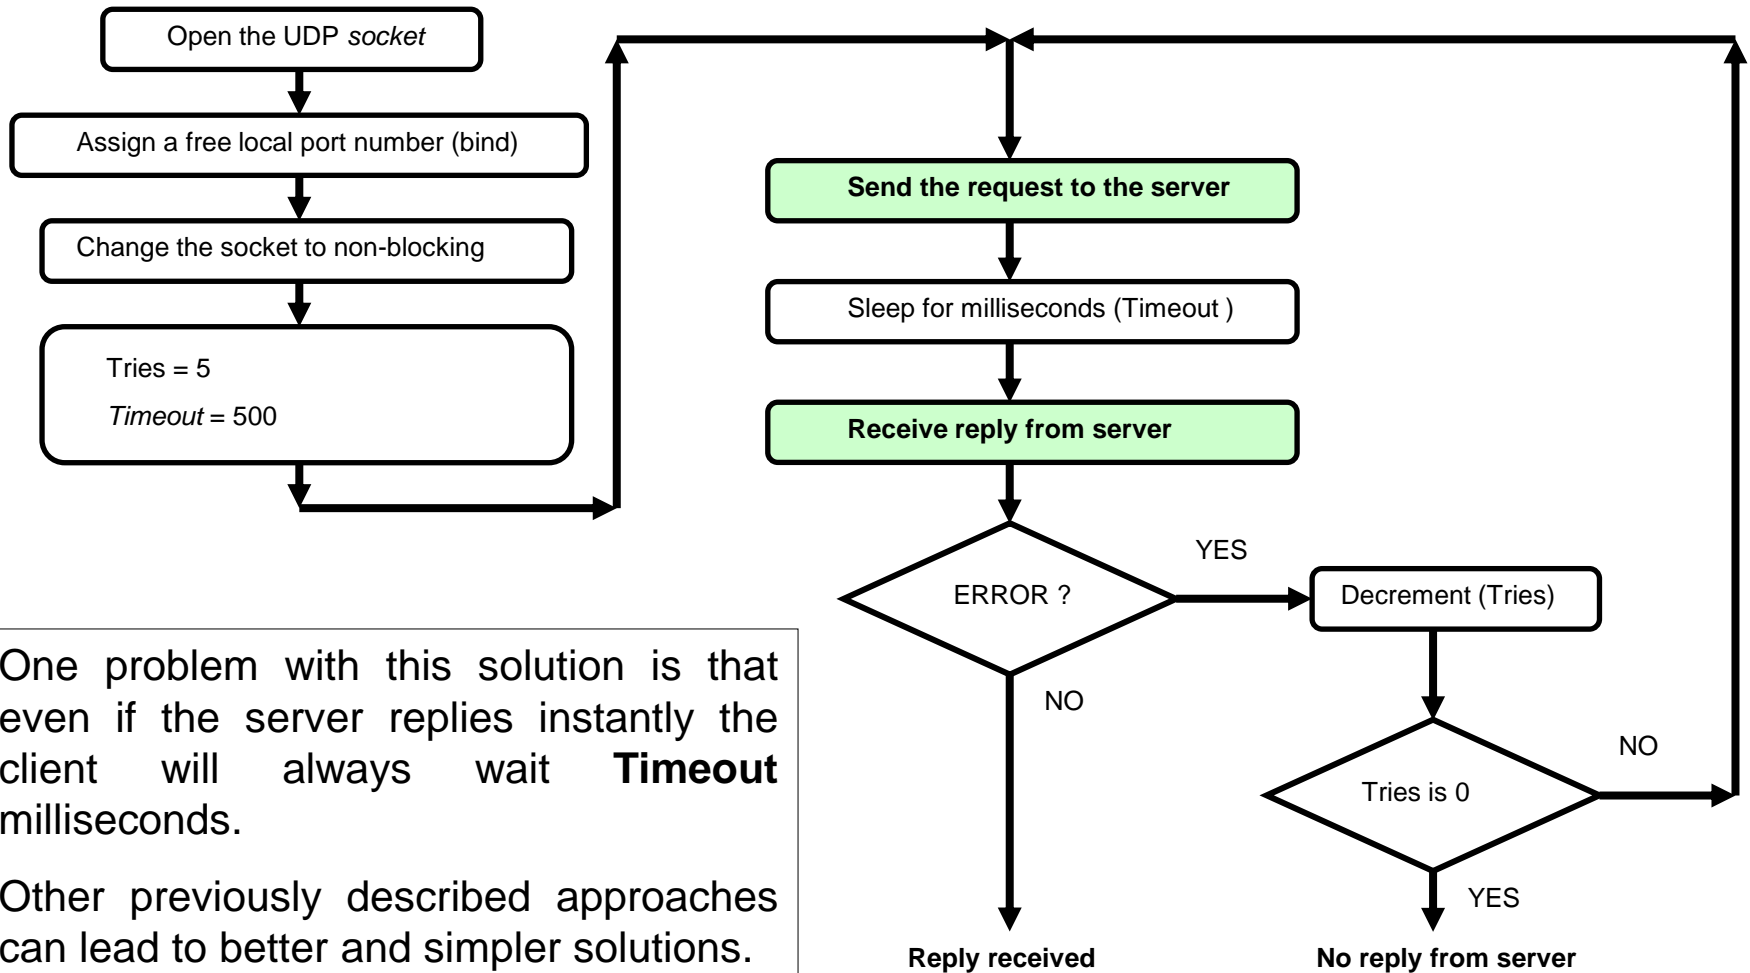 Open the UDP socket
Assign a free local port number (bind)
Change the socket to non-blocking
Tries = 5
Timeout = 500
Send the request to the server
Sleep for milliseconds (Timeout )
Receive reply from server
ERROR ?
YES
Decrement (Tries)
NO
Tries is 0
NO
YES
Reply received
No reply from server
One problem with this solution is that
even if the server replies instantly the
client will always wait Timeout
milliseconds.
Other previously described approaches
can lead to better and simpler solutions.